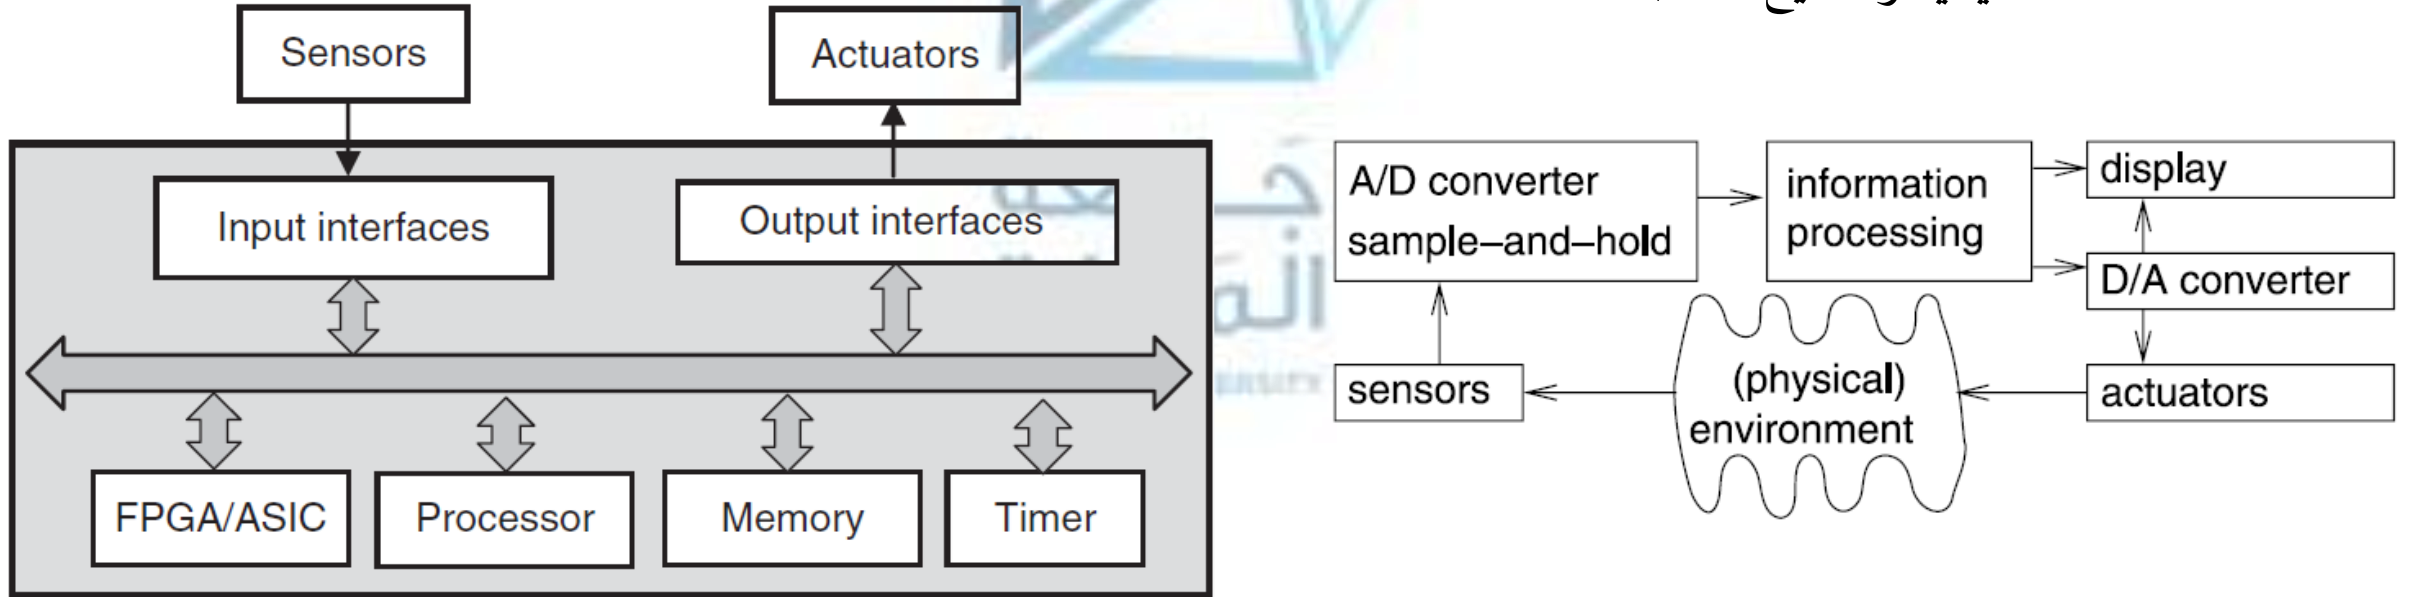 Sensors
Actuators
Input interfaces
Output interfaces
FPGA/ASIC
Processor
Memory
Timer
A/D converter
sample–and–hold
information
processing
display
D/A converter
sensors
(physical)
environment
actuators